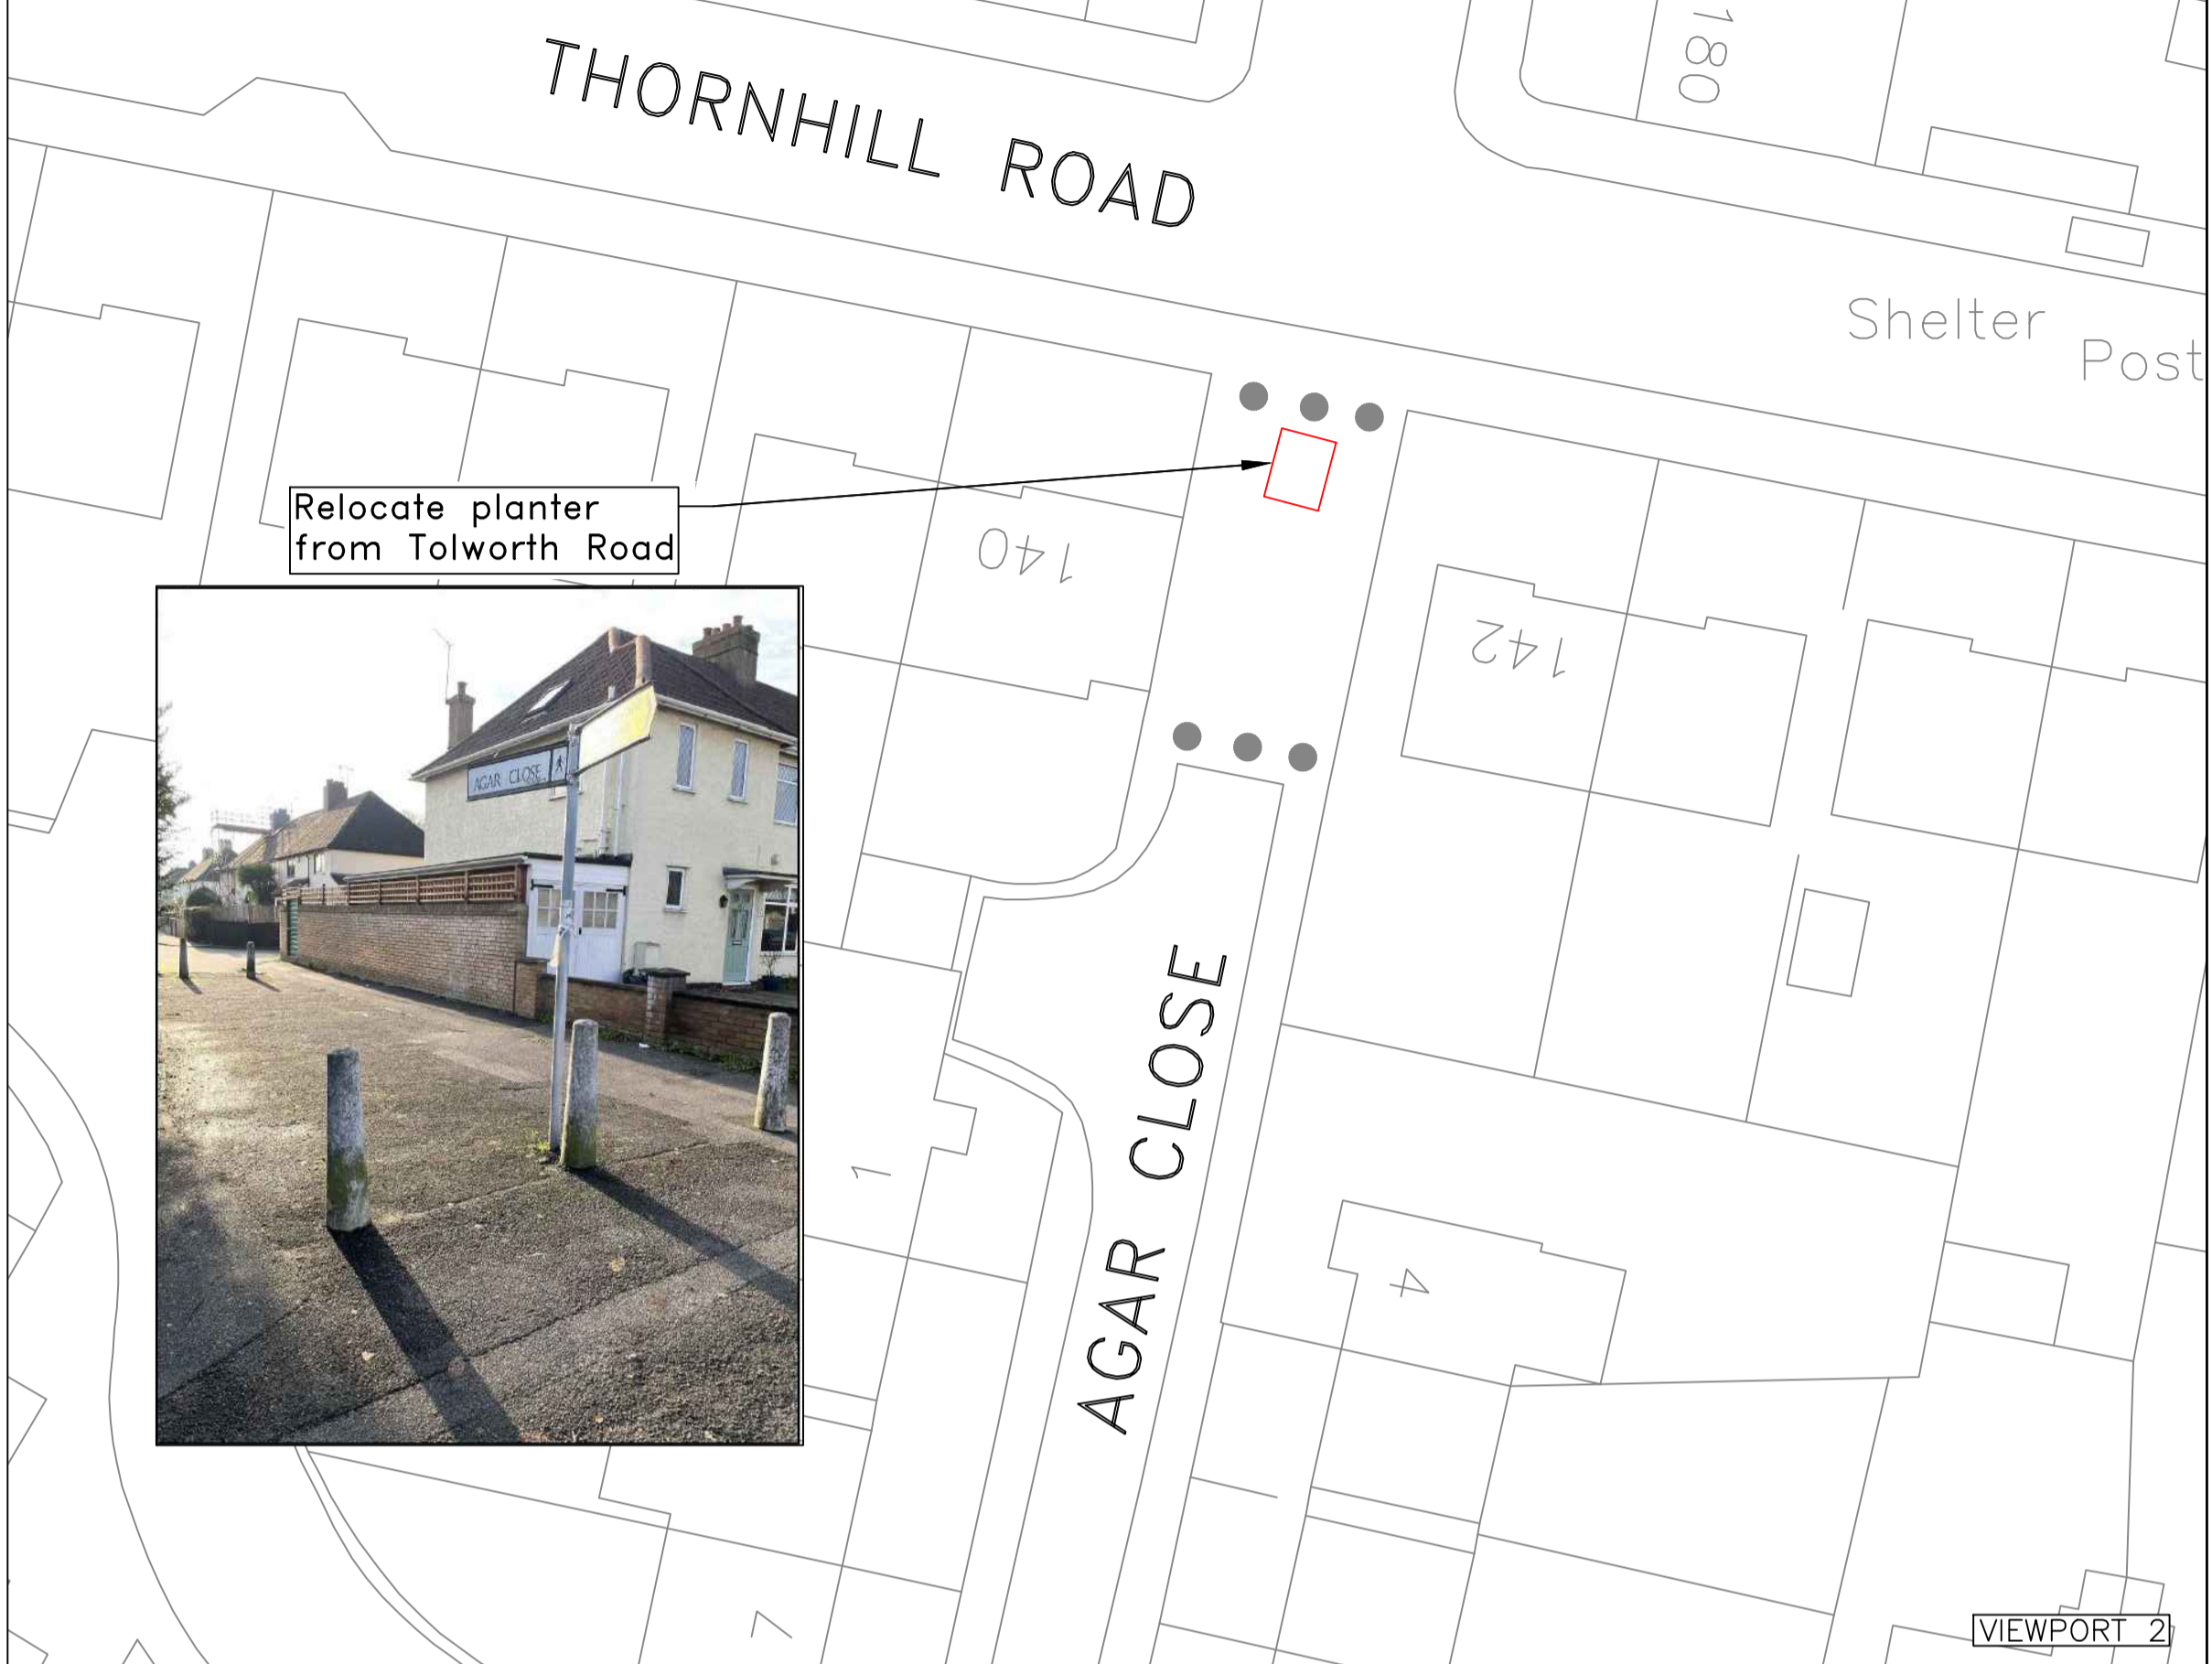 180
THORNHILL ROAD
Shelter
Post
Relocate planter
from Tolworth Road
140
142
AGAR CLOSE
AGAR CLOSE
1
4
7
VIEWPORT 2